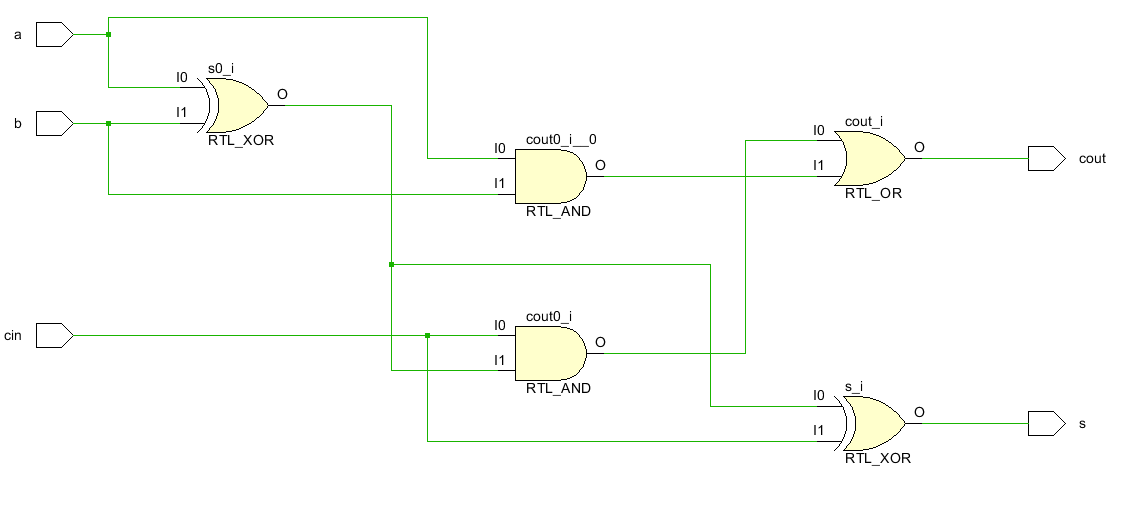 a
b
cin
s0_i
I0
I1
O
RTL_XOR
cout0_i__0
I0
I1
O
RTL_AND
cout0_i
I0
I1
O
RTL_AND
cout_i
I0
I1
O
RTL_OR
cout
s_i
I0
I1
O
RTL_XOR
s